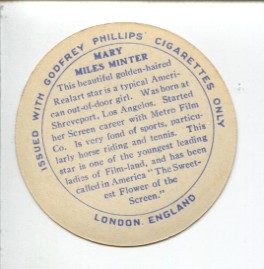 ISSUED WITH GODFREY PHILLIPS' CIGARETTES ONLY
MARY
MILES MINTER
This beautiful golden-haired
Realart star is a typical Ameri-
can out-of-door girl. Was born at
Shreveport, Los Angelos. Started
her Screen career with Metro Film
Co. Is very fond of sports, particu-
larly horse riding and tennis. This
star is one of the youngest leading
ladies of Film-land, and has been
called in America "The Sweet-
est Flower of the
Screen."
LONDON, ENGLAND